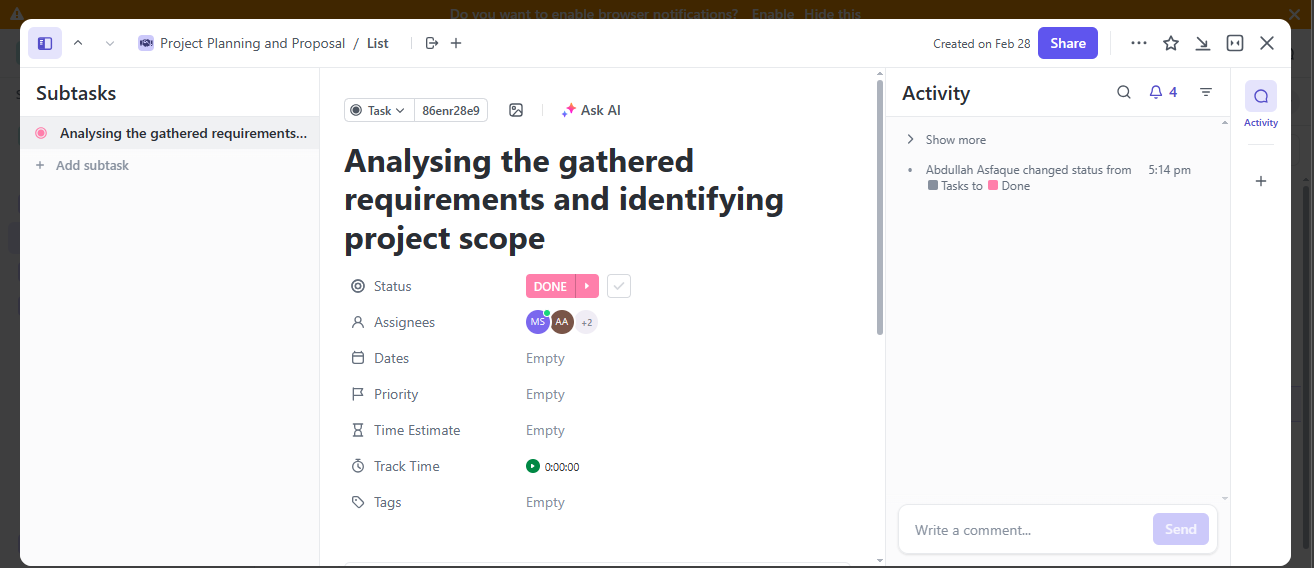 Do you want to enable browser notifications? Enable Hide this
Project Planning and Proposal / List
Created on Feb 28
Share
Subtasks
Analysing the gathered requirements...
+ Add subtask
Task
86enr28e9
Ask AI
Analysing the gathered
requirements and identifying
project scope
Status
DONE
Assignees
MS
AA
+2
Dates
Empty
Priority
Empty
Time Estimate
Empty
Track Time
0:00:00
Tags
Empty
Activity
4
Show more
• Abdullah Asfaque changed status from 5:14 pm
Tasks to Done
Write a comment...
Send
Activity